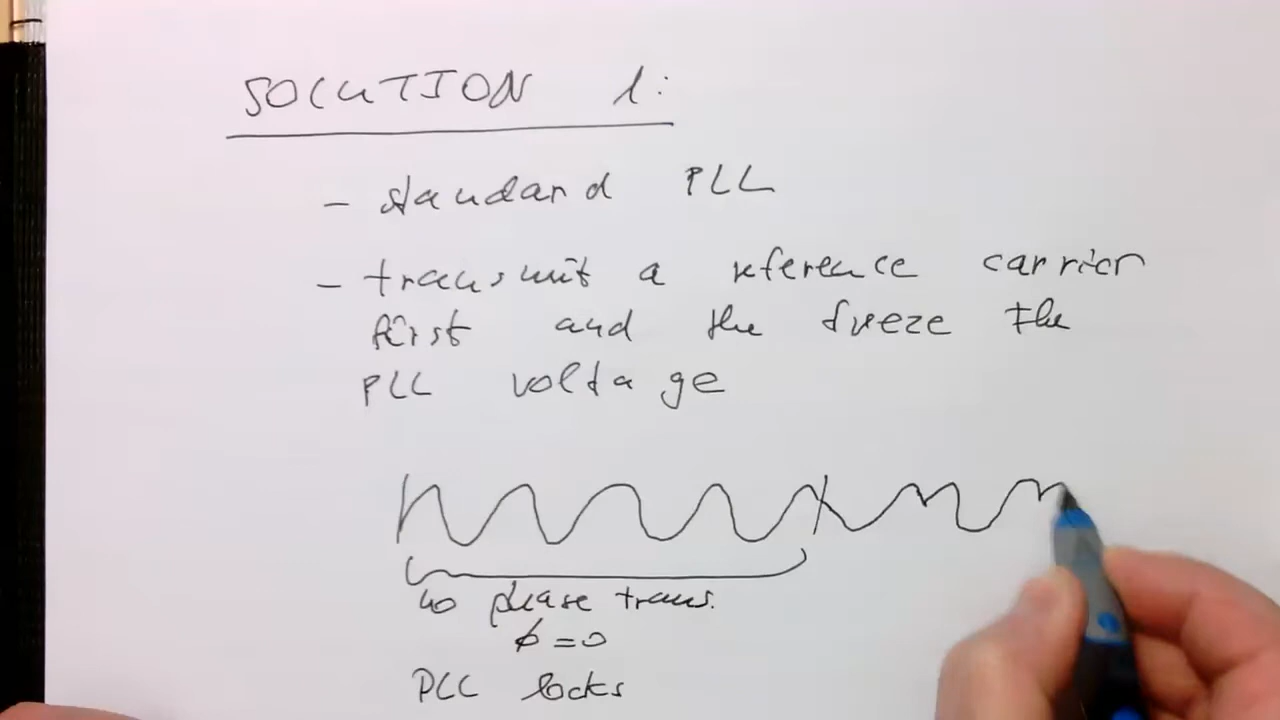 SOLUTION 1:
- standard PLL
- transmit a reference carrier
first and the freeze the
PLL voltage
no phase trans.
ϕ = 0
PLL locks